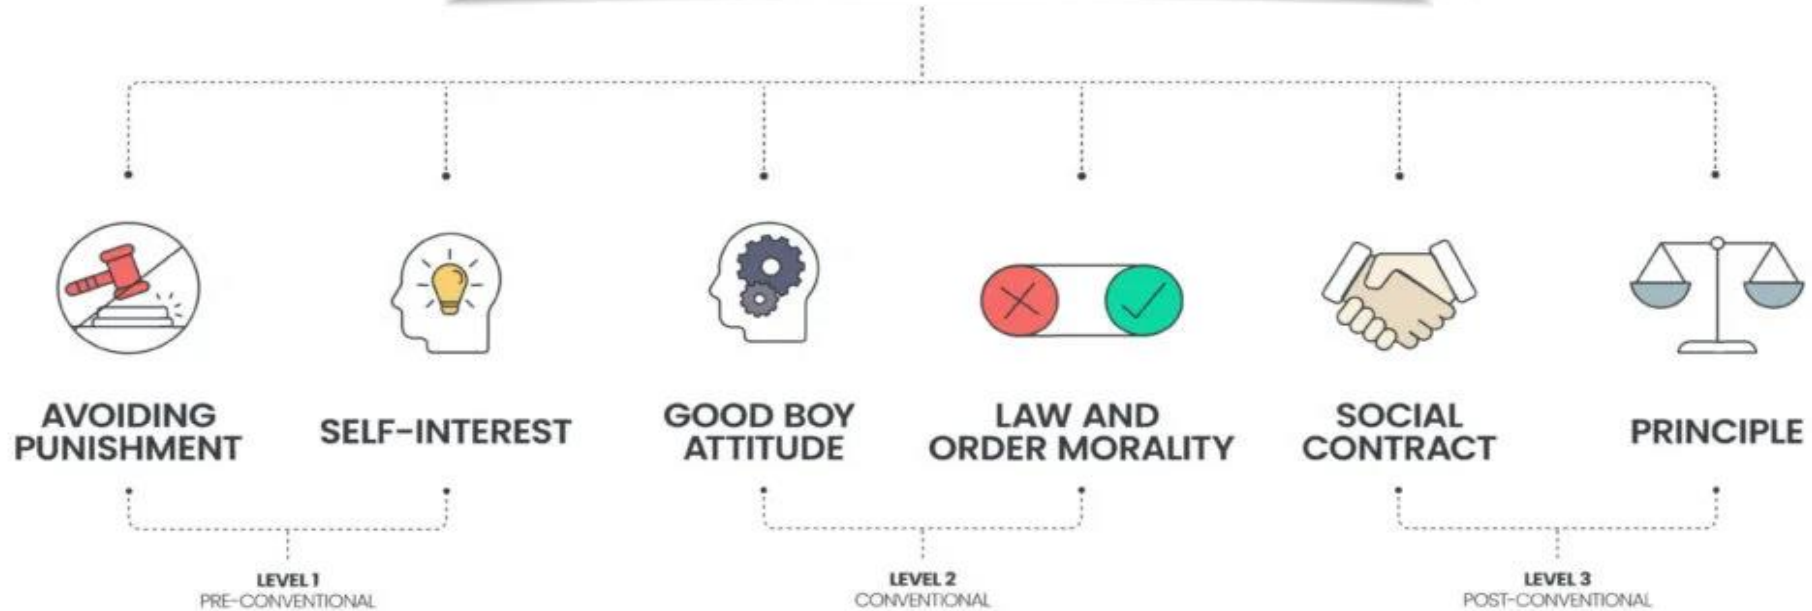 AVOIDING
PUNISHMENT
SELF-INTEREST
GOOD BOY
ATTITUDE
LAW AND
ORDER MORALITY
SOCIAL
CONTRACT
PRINCIPLE
LEVEL 1
PRE-CONVENTIONAL
LEVEL 2
CONVENTIONAL
LEVEL 3
POST-CONVENTIONAL